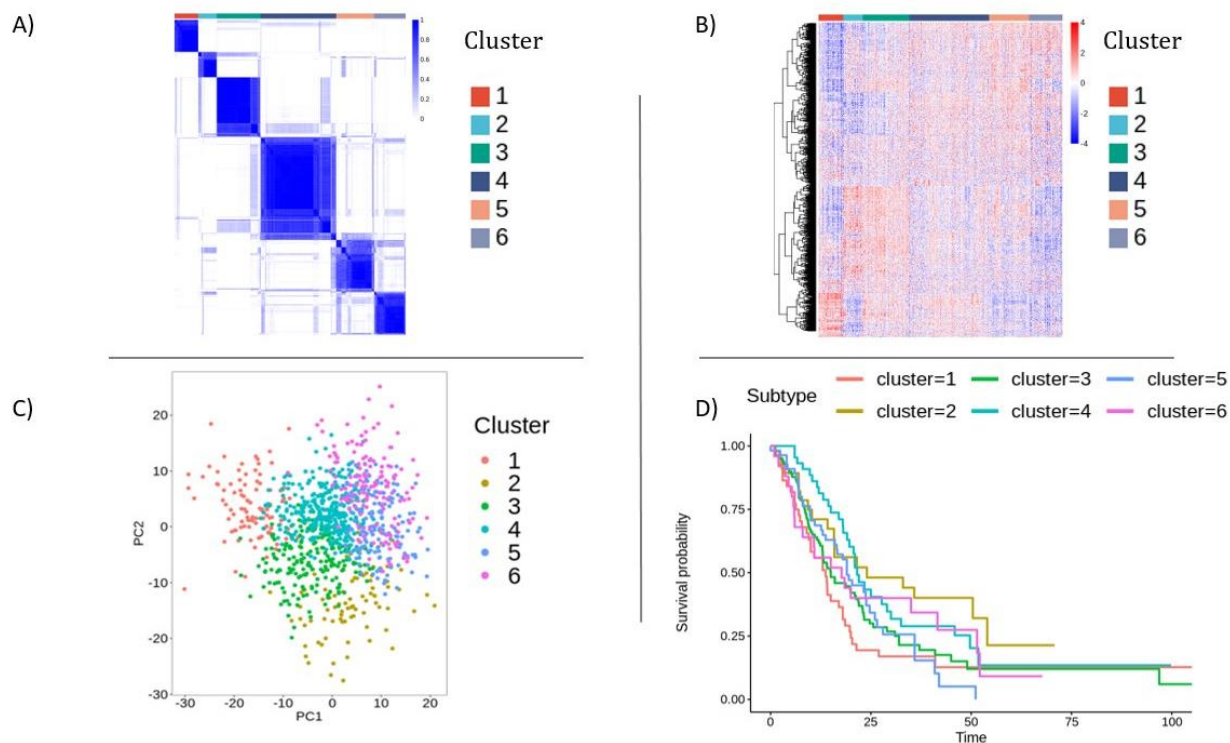 A)
1
0.8
0.6
0.4
0.2
0
Cluster
1
2
3
4
5
6
B)
4
2
0
-2
-4
Cluster
1
2
3
4
5
6
C)
20
10
0
-10
-20
-30
PC2
-30 -20 -10 0 10 20
PC1
Cluster
1
2
3
4
5
6
D)
Subtype
cluster=1 cluster=3 cluster=5
cluster=2 cluster=4 cluster=6
1.00
0.75
0.50
0.25
0.00
Survival probability
0 25 50 75 100
Time